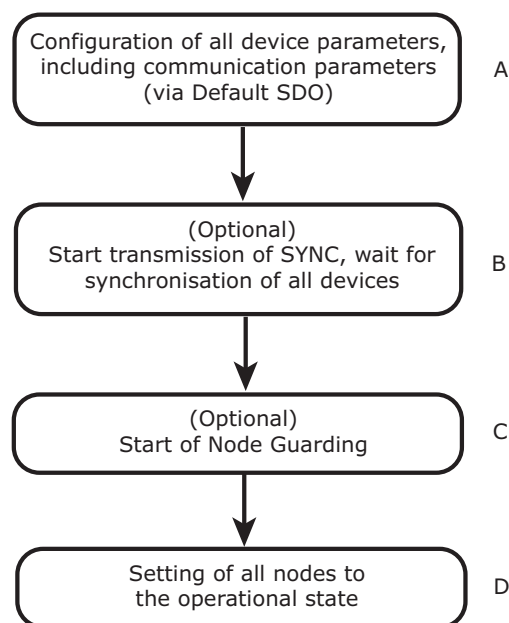 Configuration of all device parameters,
including communication parameters
(via Default SDO)
A
(Optional)
Start transmission of SYNC, wait for
synchronisation of all devices
B
(Optional)
Start of Node Guarding
C
Setting of all nodes to
the operational state
D